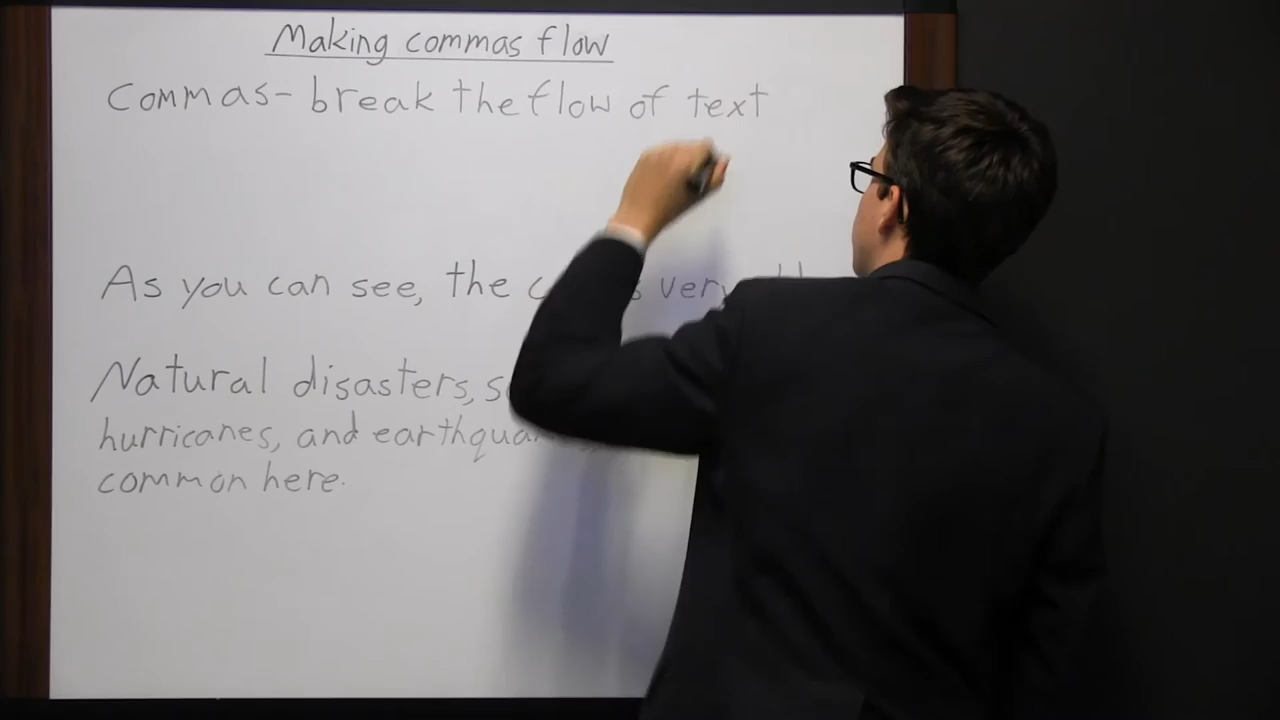 Making commas flow
Commas- break the flow of text
As you can see, the very
Natural disasters,
hurricanes, and
common here.